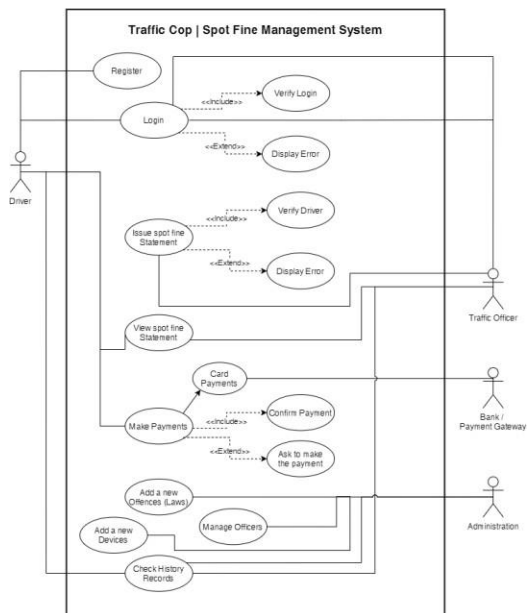 Traffic Cop | Spot Fine Management System
Register
Verify Login
<<Include>>
Login
<<Extend>>
Display Error
Driver
Verify Driver
<<Include>>
Issue spot fine
Statement
<<Extend>>
Display Error
Traffic Officer
View spot fine
Statement
Card
Payments
Bank /
Payment Gateway
Make Payments
<<Include>>
Confirm Payment
<<Extend>>
Ask to make
the payment
Add a new
Offences (Laws)
Manage Officers
Administration
Add a new
Devices
Check History
Records